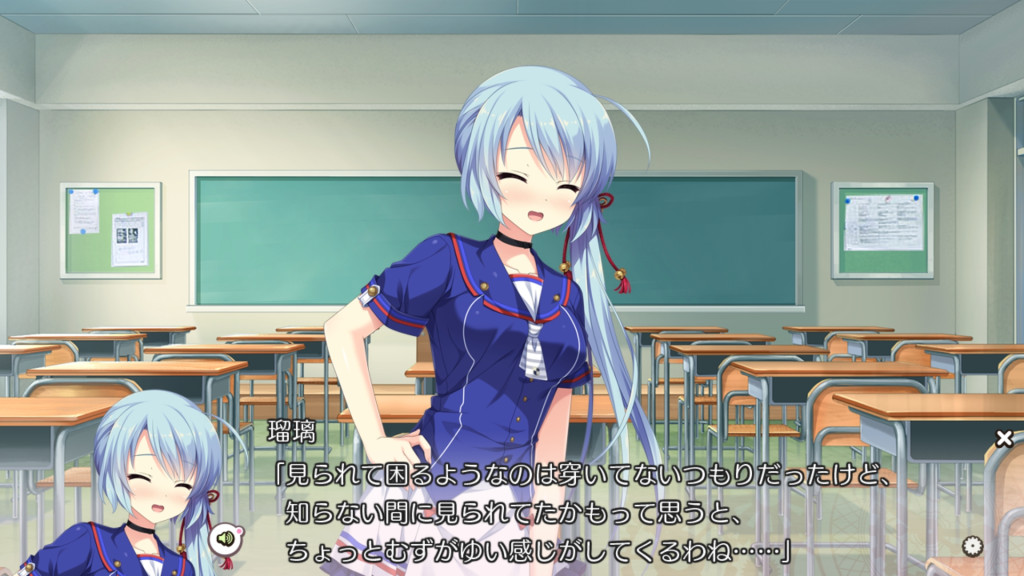 瑠璃
「見られて困るようなのは穿いてないつもりだったけど、
知らない間に見られてたかもって思うと、
ちょっとむずがゆい感じがしてくるわね……」